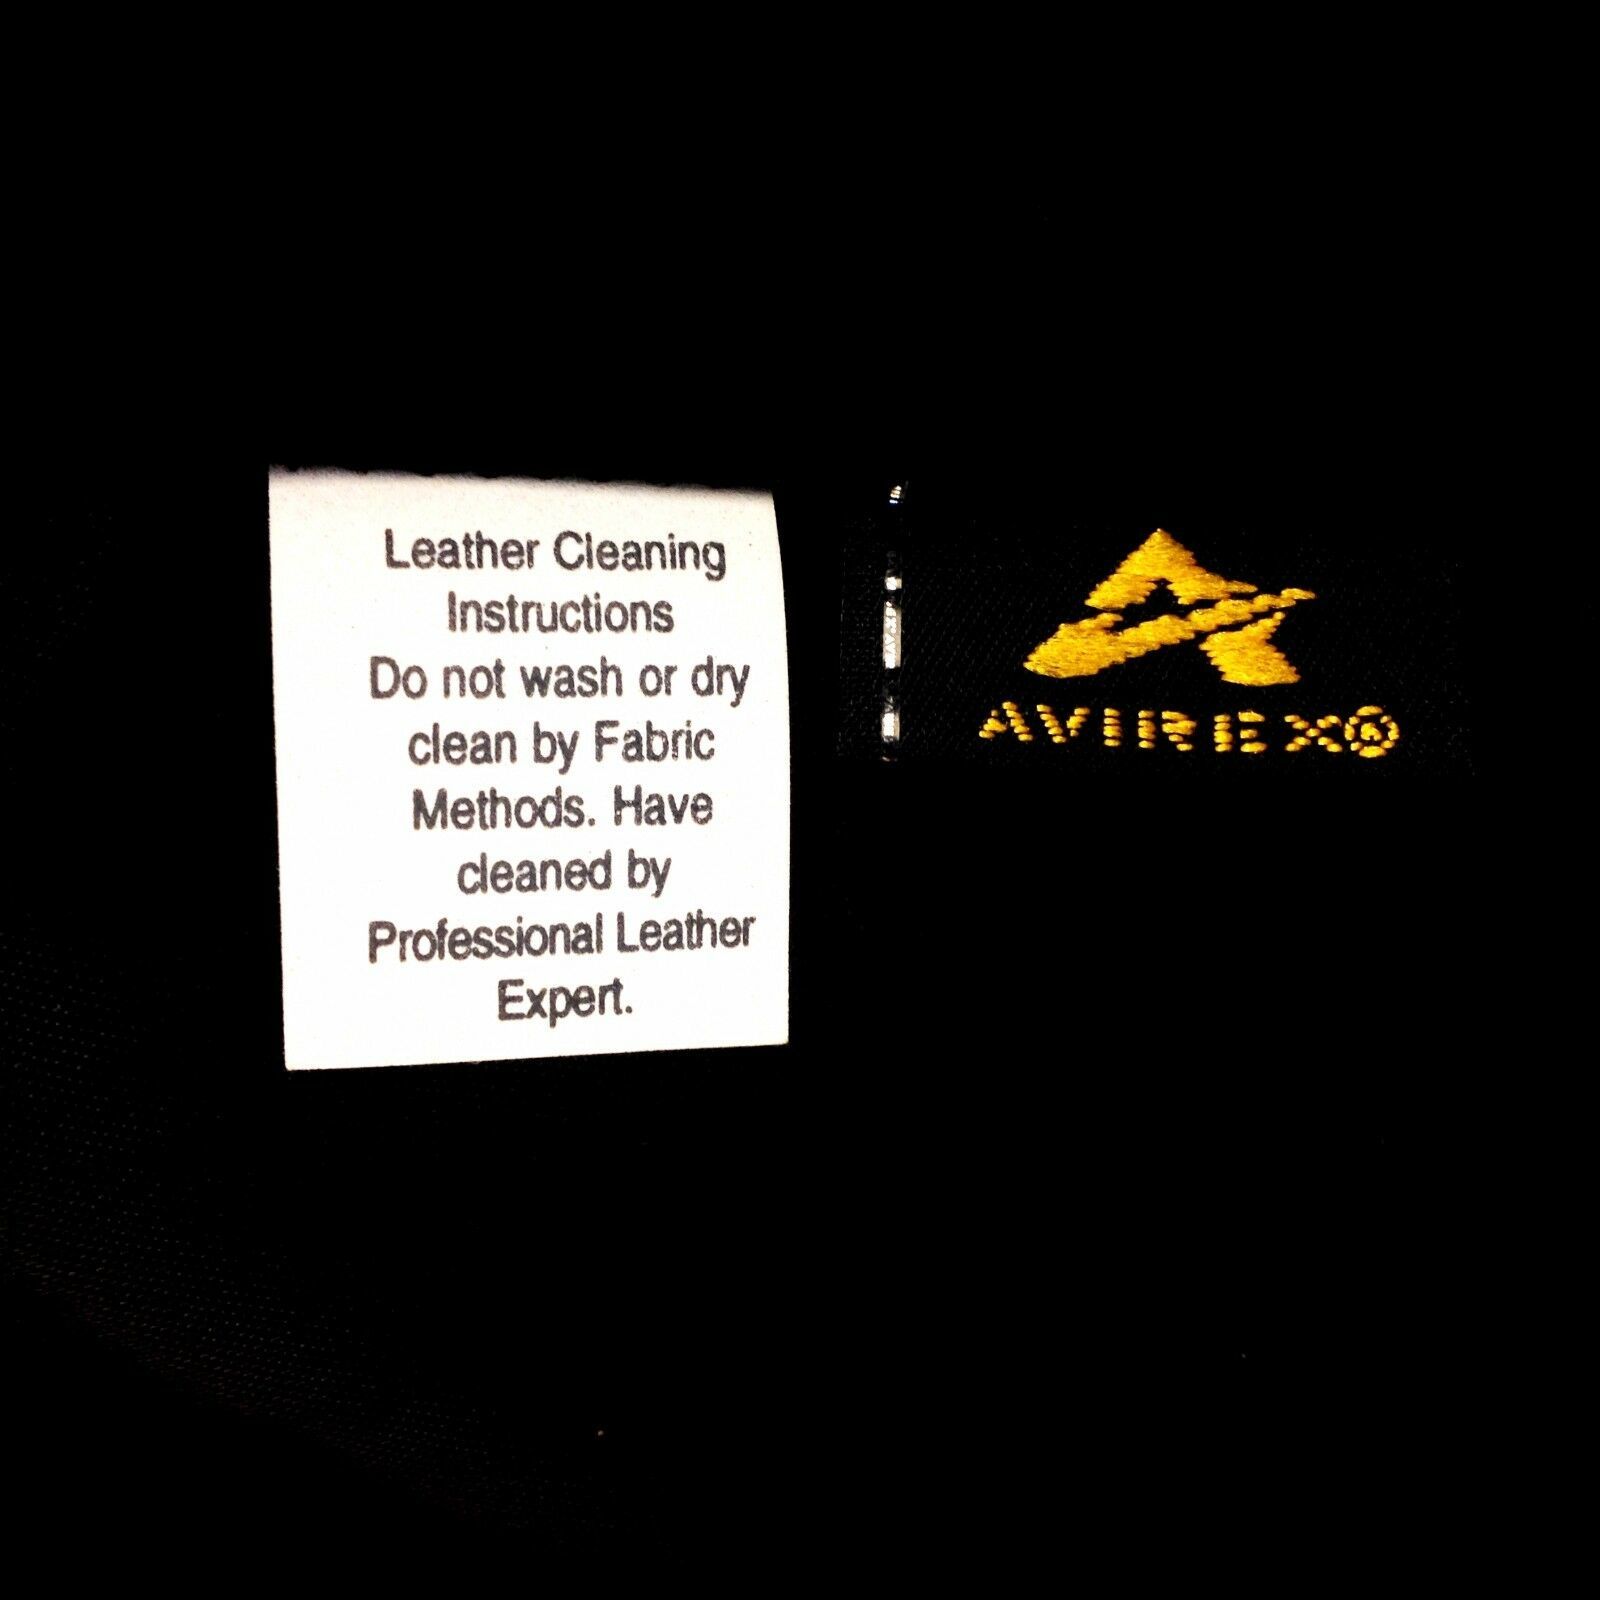 Leather Cleaning
Instructions
Do not wash or dry
clean by Fabric
Methods. Have
cleaned by
Professional Leather
Expert.
AVIREX®